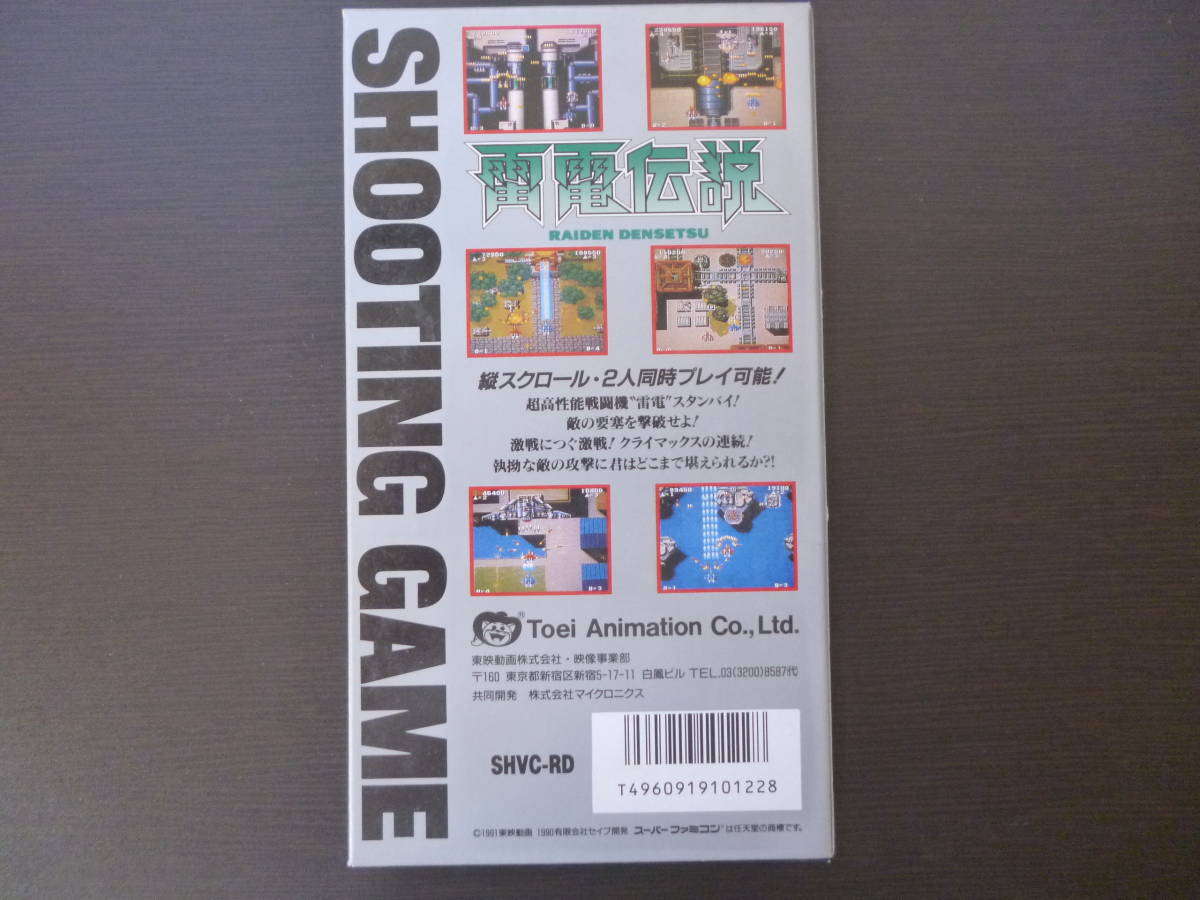 SHOOTING GAME
雷電伝説
RAIDEN DENSETSU
縦スクロール・2人同時プレイ可能!
超高性能戦闘機"雷電"スタンバイ!
敵の要塞を撃破せよ!
激戦につぐ激戦!クライマックスの連続!
執拗な敵の攻撃に君はどこまで堪えられるか?!
® Toei Animation Co., Ltd.
東映動画株式会社・映像事業部
〒160 東京都新宿区新宿5-17-11 白鳳ビル TEL.03(3200)8587代
共同開発 株式会社マイクロニクス
SHVC-RD
T4960919101228
©1991東映動画 1990有限会社セイブ開発 スーパーファミコン®は任天堂の商標です。